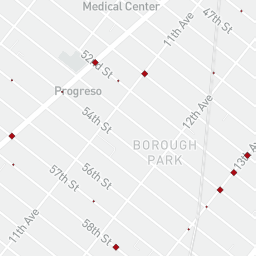 Medical Center
47th St
11th Ave
52nd St
Progreso
12th Ave
54th St
BOROUGH
PARK
13th
57th St
56th St
11th Ave
58th St